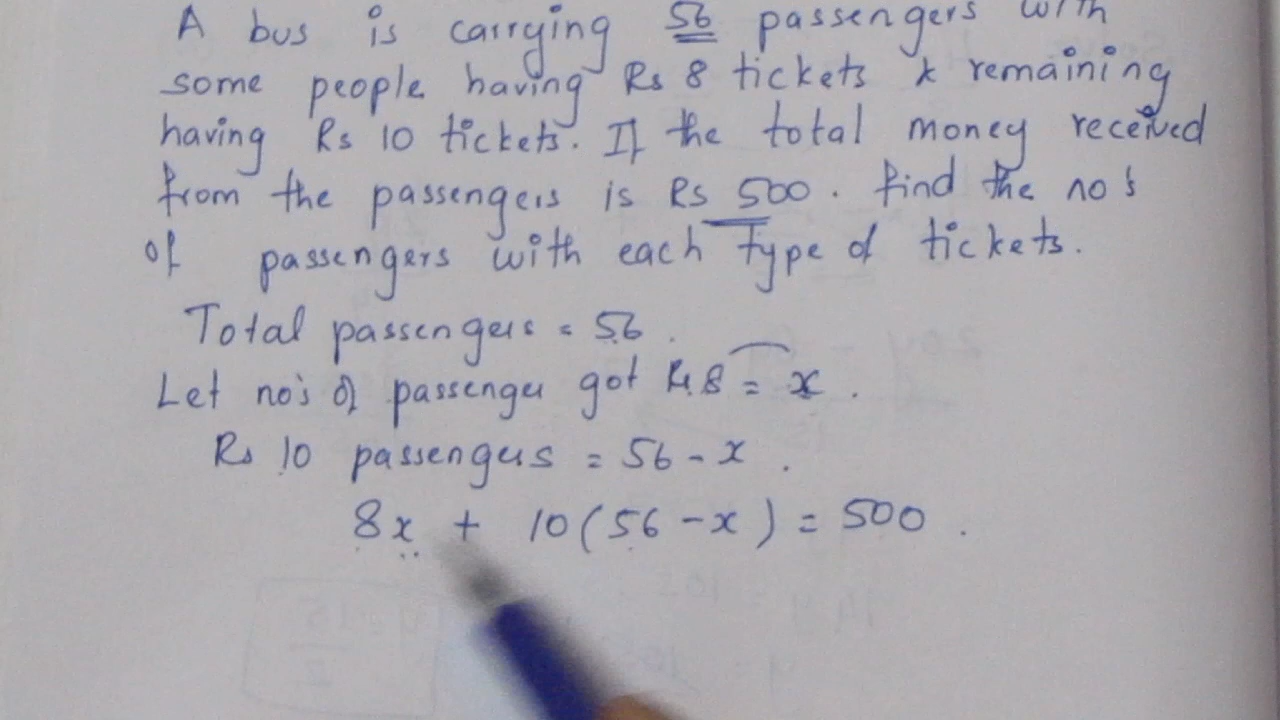 A bus is carrying 56 passengers with
some people having Rs 8 tickets & remaining
having Rs 10 tickets. If the total money received
from the passengers is Rs 500. find the no's
of passengers with each type of tickets.
Total passengers = 56.
Let no's of passenger got Rs 8 = x.
Rs 10 passengers = 56 - x.
8x + 10(56 - x) = 500.